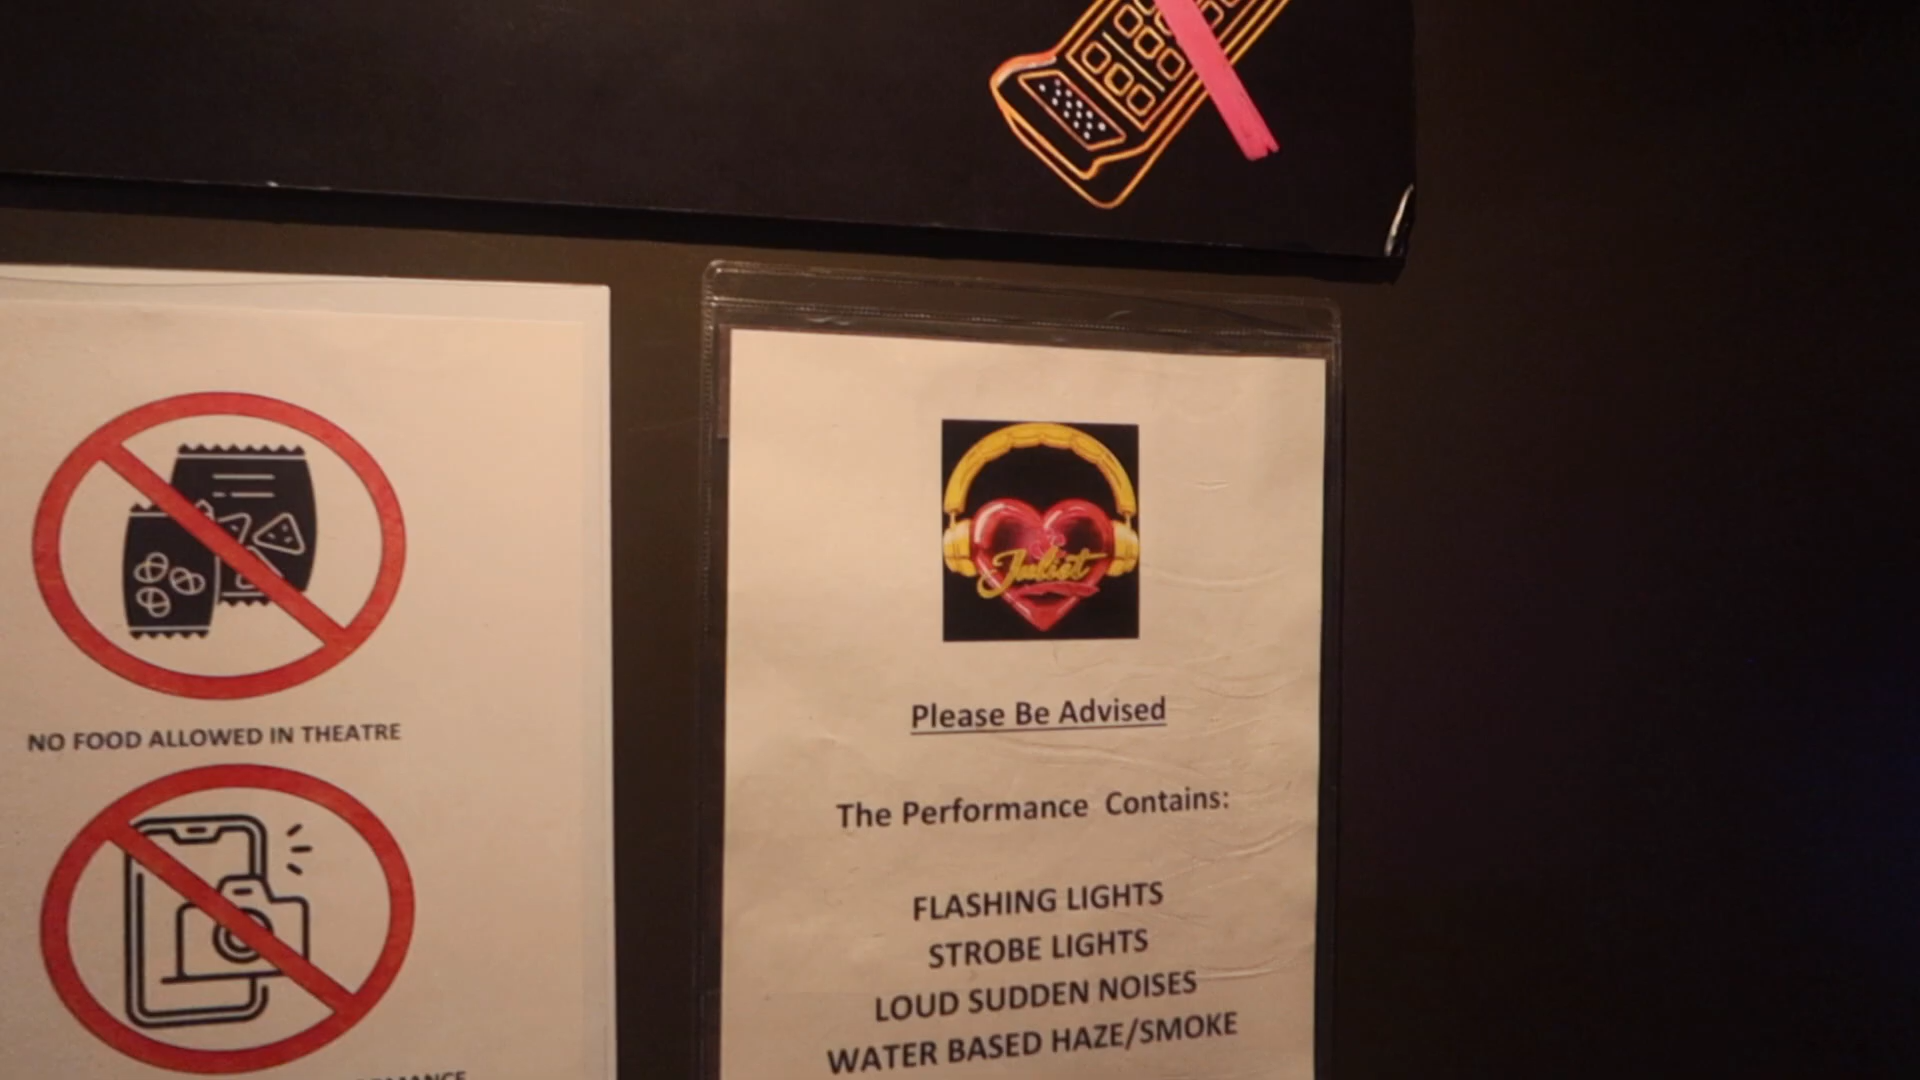 NO FOOD ALLOWED IN THEATRE
&
Juliet
Please Be Advised
The Performance Contains:
FLASHING LIGHTS
STROBE LIGHTS
LOUD SUDDEN NOISES
WATER BASED HAZE/SMOKE